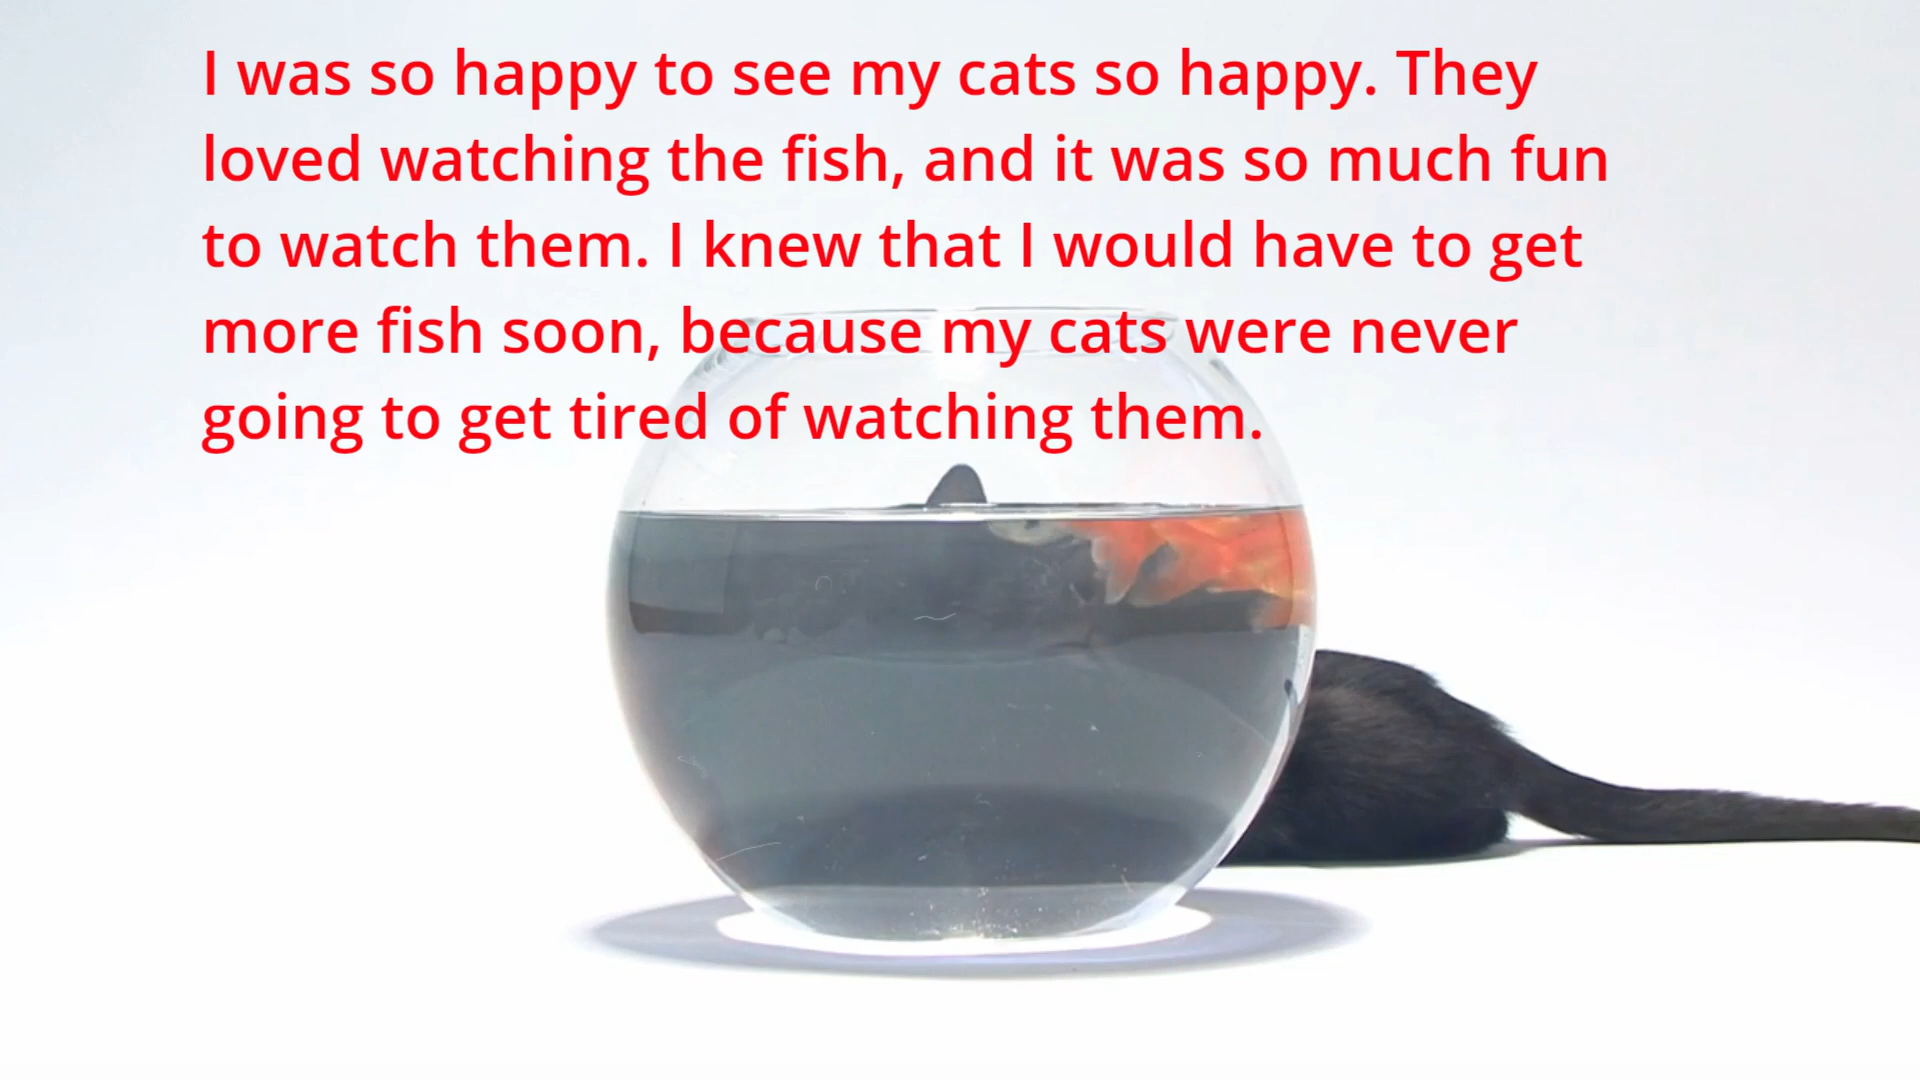 I was so happy to see my cats so happy. They
loved watching the fish, and it was so much fun
to watch them. I knew that I would have to get
more fish soon, because my cats were never
going to get tired of watching them.